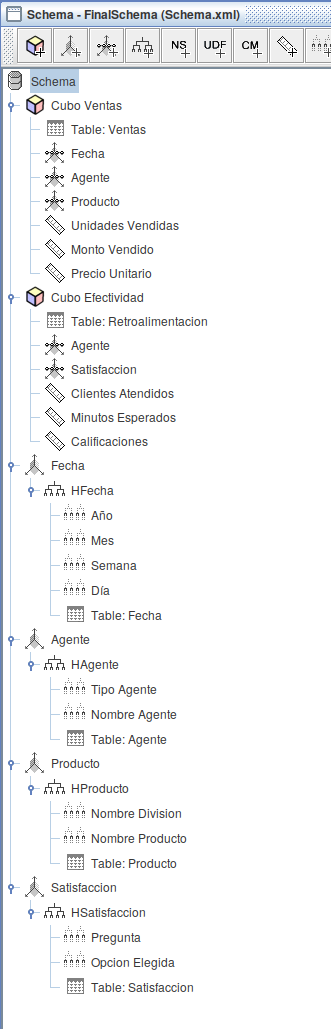 Schema - FinalSchema (Schema.xml)
NS UDF CM
Schema
Cubo Ventas
Table: Ventas
Fecha
Agente
Producto
Unidades Vendidas
Monto Vendido
Precio Unitario
Cubo Efectividad
Table: Retroalimentacion
Agente
Satisfaccion
Clientes Atendidos
Minutos Esperados
Calificaciones
Fecha
HFecha
Año
Mes
Semana
Día
Table: Fecha
Agente
HAgente
Tipo Agente
Nombre Agente
Table: Agente
Producto
HProducto
Nombre Division
Nombre Producto
Table: Producto
Satisfaccion
HSatisfaccion
Pregunta
Opcion Elegida
Table: Satisfaccion